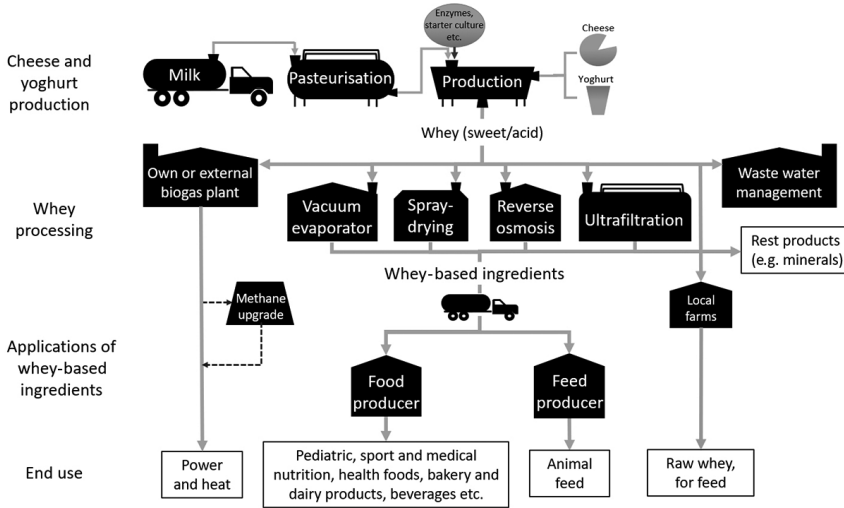 Enzymes,
starter culture
etc.
Cheese
Cheese and
yoghurt
production
Milk
Pasteurisation
Production
Yoghurt
Whey (sweet/acid)
Own or external
biogas plant
Waste water
management
Whey
processing
Vacuum
evaporator
Spray-
drying
Reverse
osmosis
Ultrafiltration
Rest products
(e.g. minerals)
Whey-based ingredients
Methane
upgrade
Local
farms
Applications of
whey-based
ingredients
Food
producer
Feed
producer
End use
Power
and heat
Pediatric, sport and medical
nutrition, health foods, bakery and
dairy products, beverages etc.
Animal
feed
Raw whey,
for feed